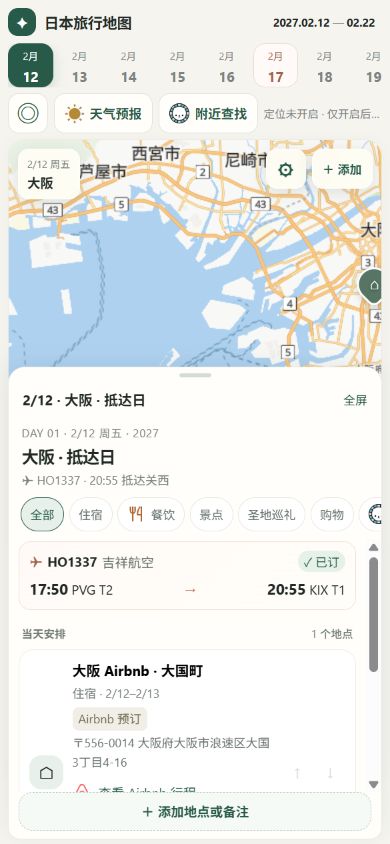 日本旅行地图
2027.02.12 — 02.22
2月 2月 2月 2月 2月 2月 2月 2月
12 13 14 15 16 17 18 19
天气预报
附近查找
定位未开启 · 仅开启后…
2/12 周五
大阪
芦屋市
西宮市
尼崎市
+ 添加
2
43
5
43
大阪
3
4
5
2/12 · 大阪 · 抵达日
全屏
DAY 01 · 2/12 周五 · 2027
大阪 · 抵达日
✈ HO1337 · 20:55 抵达关西
全部 住宿 餐饮 景点 圣地巡礼 购物
✈ HO1337 吉祥航空
✓ 已订
17:50 PVG T2 → 20:55 KIX T1
当天安排
1 个地点
大阪 Airbnb · 大国町
住宿 · 2/12–2/13
Airbnb 预订
〒556-0014 大阪府大阪市浪速区大国
3丁目4-16
↑ ↓
查看 Airbnb 行程
+ 添加地点或备注